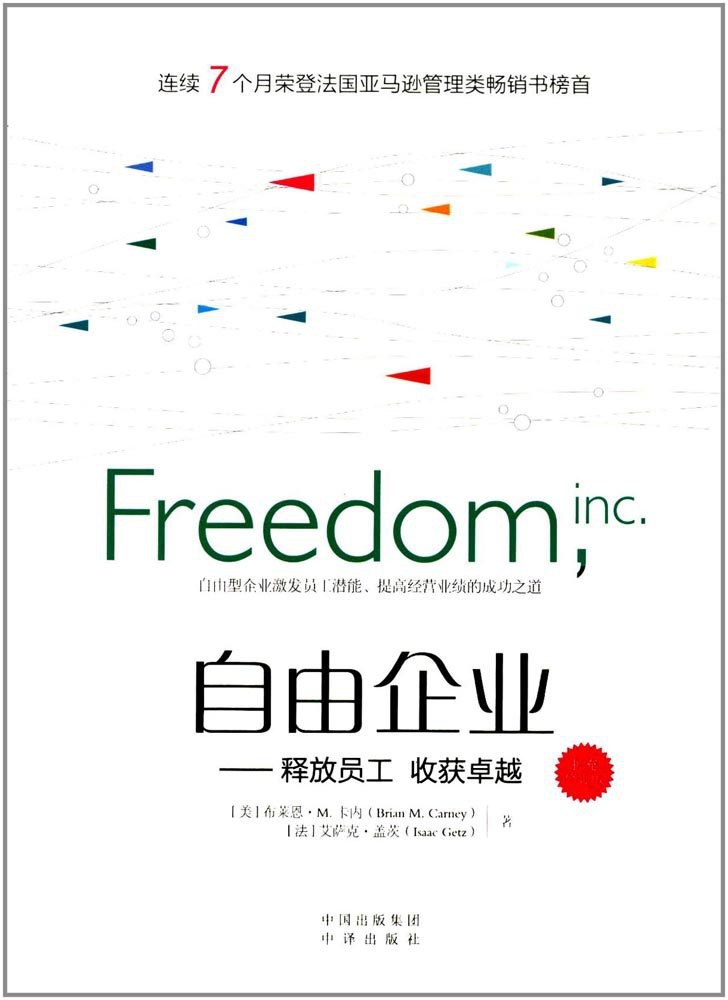 连续7个月荣登法国亚马逊管理类畅销书榜首
Freedom, inc.
自由型企业激发员工潜能、提高经营业绩的成功之道
自由企业
——释放员工 收获卓越
[美]布莱恩·M. 卡内(Brian M. Carney)
[法]艾萨克·盖茨(Isaac Getz)
著
中国出版集团
中译出版社